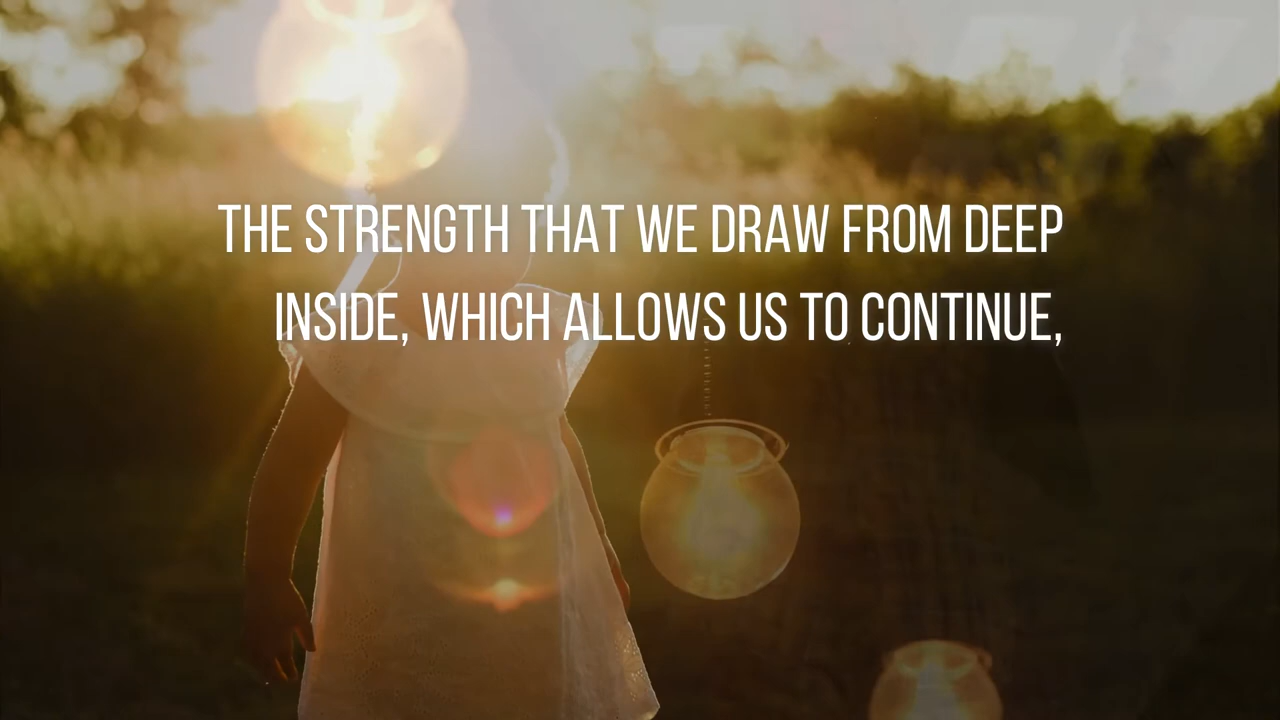 THE STRENGTH THAT WE DRAW FROM DEEP
INSIDE, WHICH ALLOWS US TO CONTINUE,